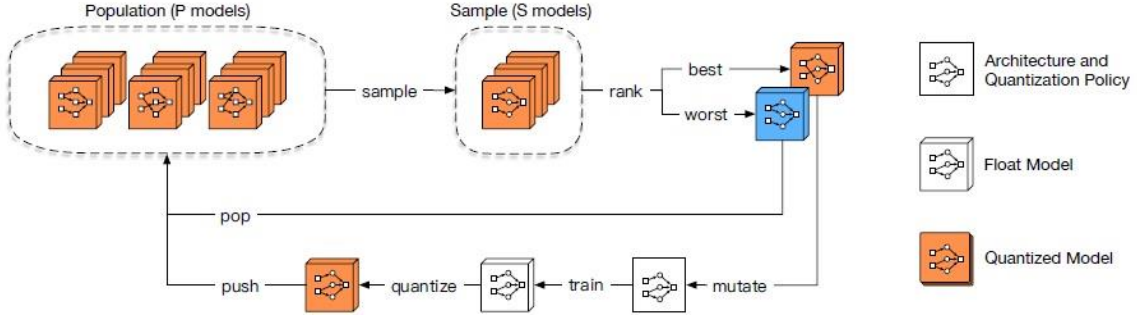 Population (P models)
Sample (S models)
sample
rank
best
worst
pop
push
quantize
train
mutate
Architecture and
Quantization Policy
Float Model
Quantized Model